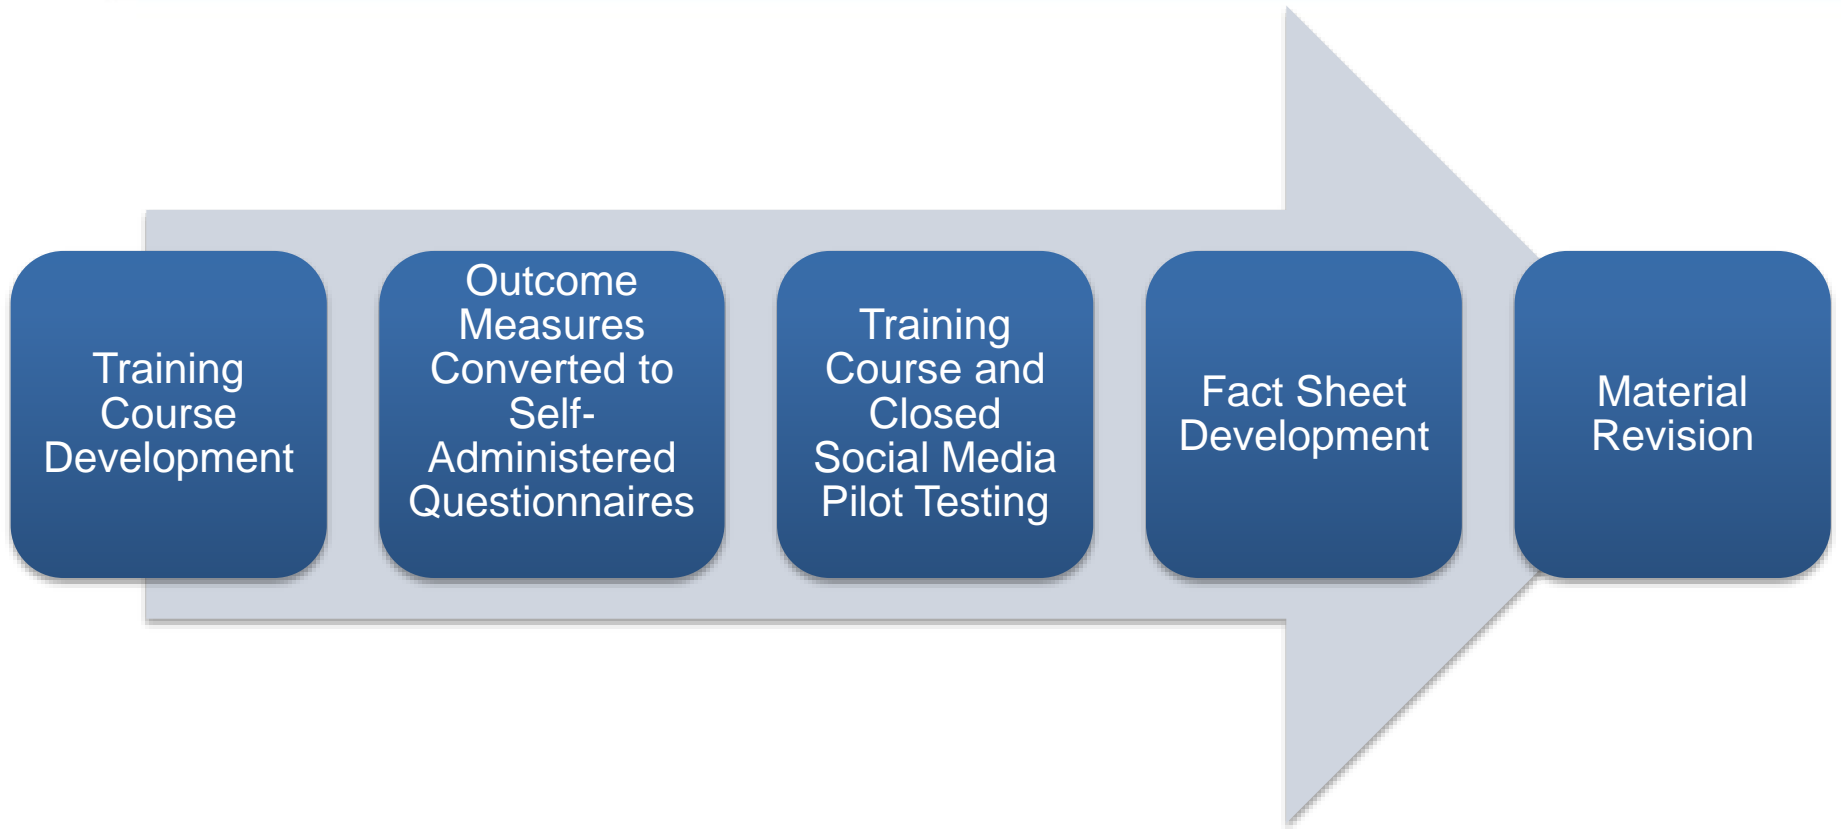 Training
Course
Development
Outcome
Measures
Converted to
Self-
Administered
Questionnaires
Training
Course and
Closed
Social Media
Pilot Testing
Fact Sheet
Development
Material
Revision